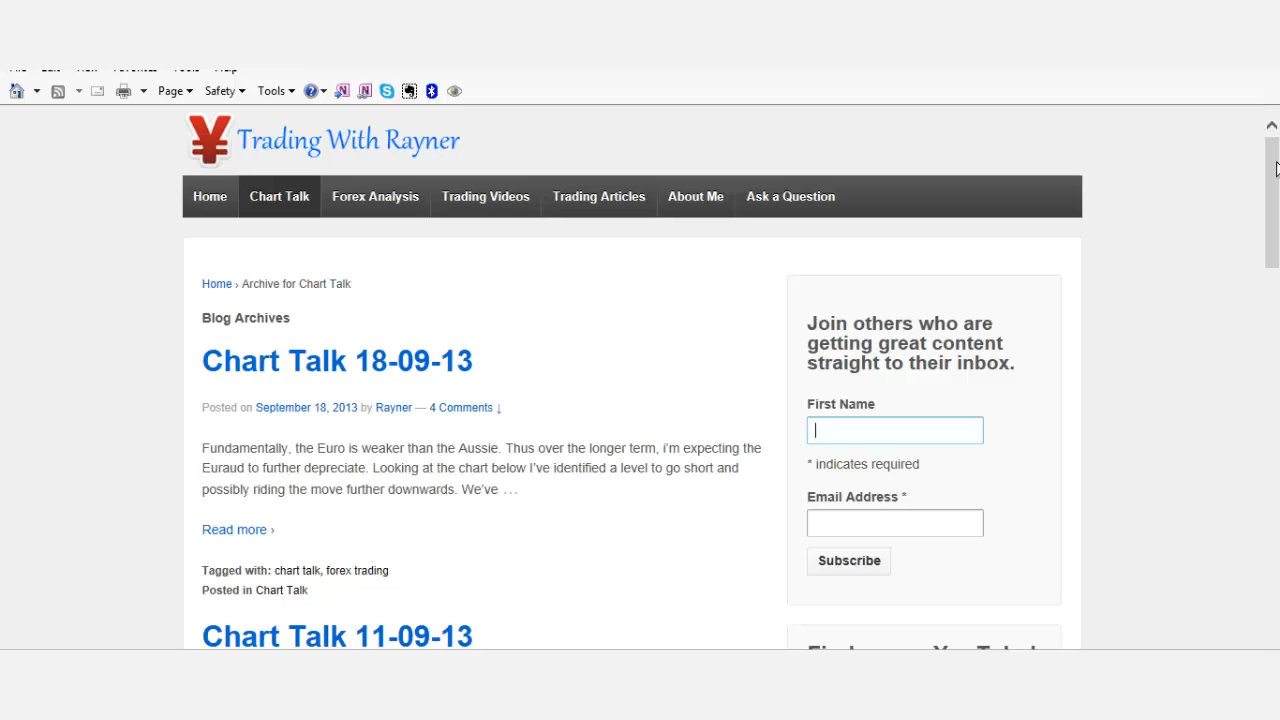 Page Safety Tools
¥ Trading With Rayner
Home Chart Talk Forex Analysis Trading Videos Trading Articles About Me Ask a Question
Home › Archive for Chart Talk
Blog Archives
Chart Talk 18-09-13
Posted on September 18, 2013 by Rayner — 4 Comments ↓
Fundamentally, the Euro is weaker than the Aussie. Thus over the longer term, i'm expecting the
Euraud to further depreciate. Looking at the chart below I've identified a level to go short and
possibly riding the move further downwards. We've …
Read more ›
Tagged with: chart talk, forex trading
Posted in Chart Talk
Chart Talk 11-09-13
Join others who are
getting great content
straight to their inbox.
First Name
* indicates required
Email Address *
Subscribe